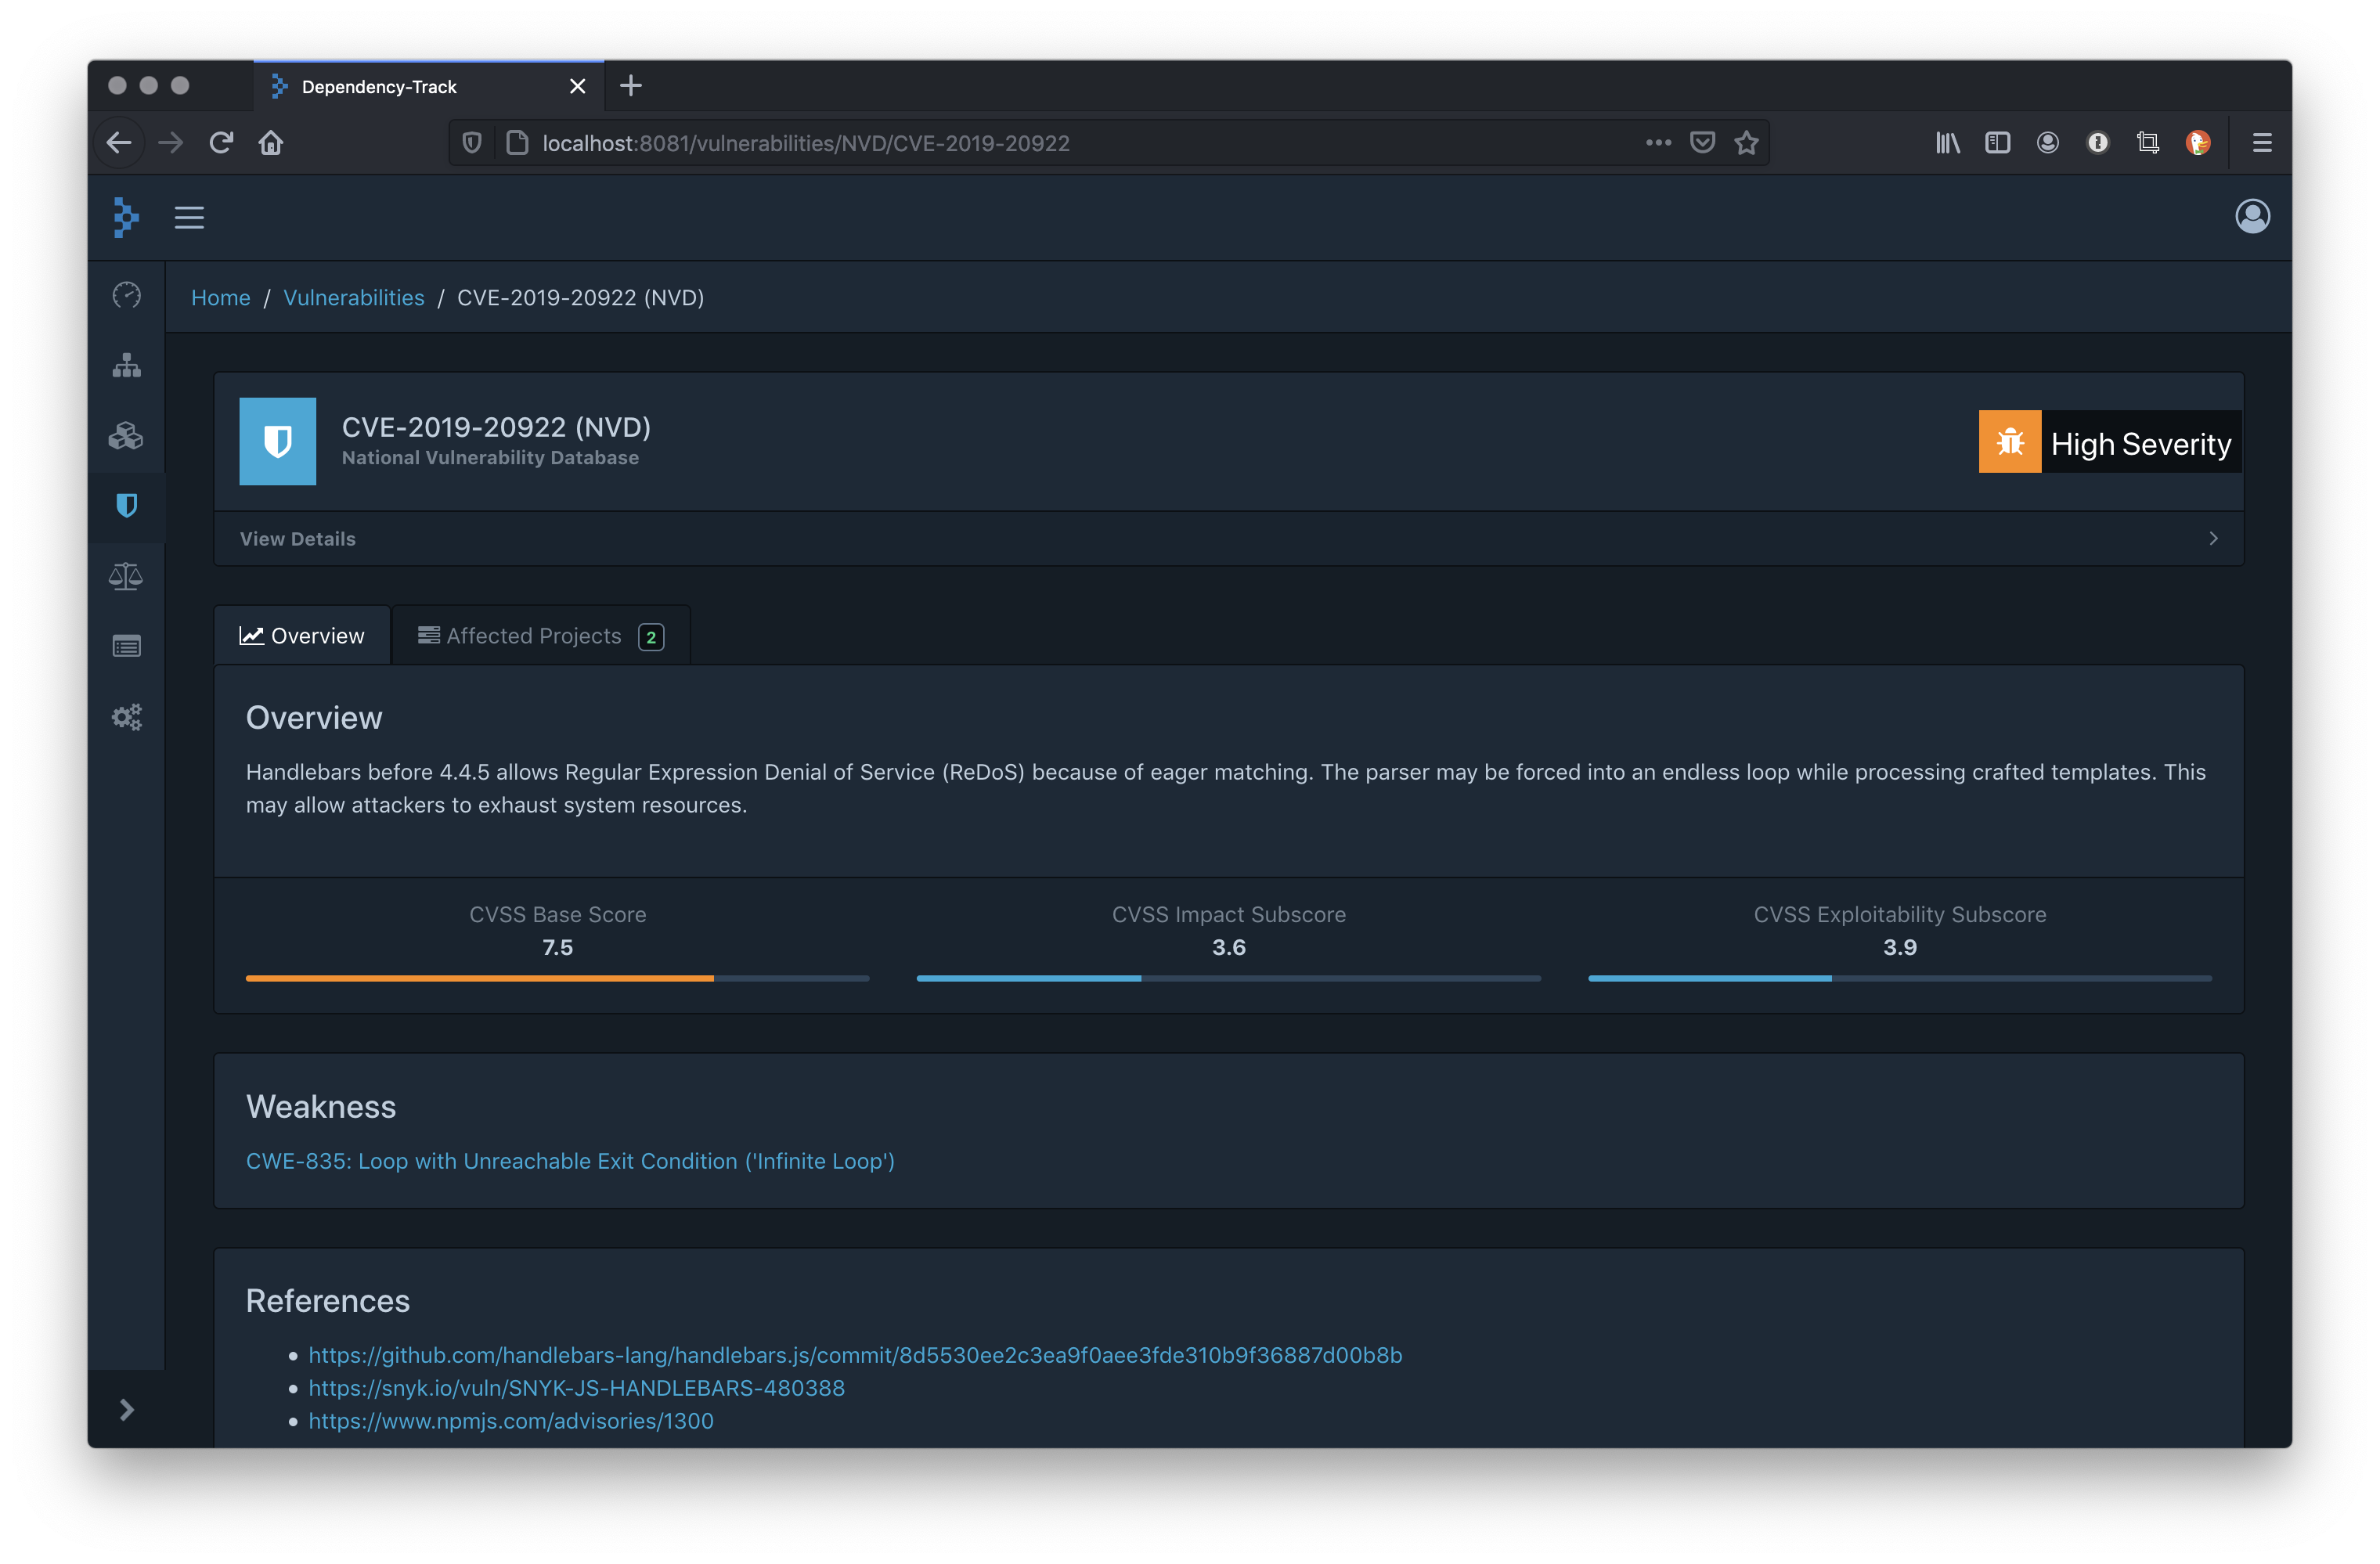 Dependency-Track
localhost:8081/vulnerabilities/NVD/CVE-2019-20922
Home / Vulnerabilities / CVE-2019-20922 (NVD)
CVE-2019-20922 (NVD)
National Vulnerability Database
High Severity
View Details
Overview
Affected Projects 2
Overview
Handlebars before 4.4.5 allows Regular Expression Denial of Service (ReDoS) because of eager matching. The parser may be forced into an endless loop while processing crafted templates. This
may allow attackers to exhaust system resources.
CVSS Base Score
7.5
CVSS Impact Subscore
3.6
CVSS Exploitability Subscore
3.9
Weakness
CWE-835: Loop with Unreachable Exit Condition ('Infinite Loop')
References
https://github.com/handlebars-lang/handlebars.js/commit/8d5530ee2c3ea9f0aee3fde310b9f36887d00b8b
https://snyk.io/vuln/SNYK-JS-HANDLEBARS-480388
https://www.npmjs.com/advisories/1300